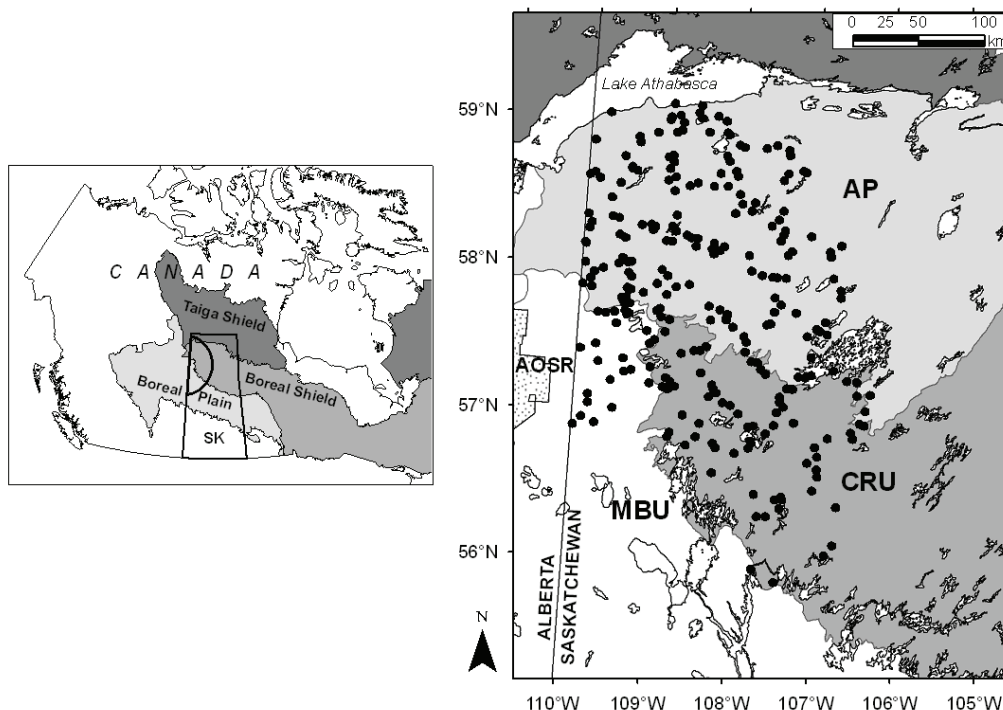 C A N A D A
Taiga Shield
Boreal Shield
Boreal
Plain
SK
0 25 50 100
km
Lake Athabasca
59°N
AP
58°N
AOSR
57°N
CRU
MBU
56°N
ALBERTA
SASKATCHEWAN
N
110°W 109°W 108°W 107°W 106°W 105°W